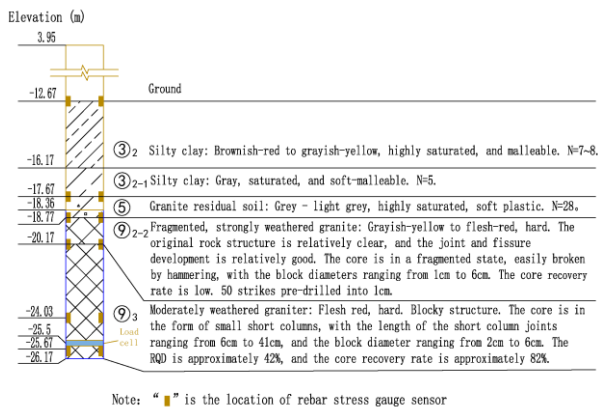 Elevation (m)
3.95
-12.67
Ground
③2 Silty clay: Brownish-red to grayish-yellow, highly saturated, and malleable. N=7~8.
-16.17
③2-1 Silty clay: Gray, saturated, and soft-malleable. N=5.
-17.67
-18.36
⑤ Granite residual soil: Grey - light grey, highly saturated, soft plastic. N=28。
-18.77
⑨2-2 Fragmented, strongly weathered granite: Grayish-yellow to flesh-red, hard. The
original rock structure is relatively clear, and the joint and fissure
-20.17
development is relatively good. The core is in a fragmented state, easily broken
by hammering, with the block diameters ranging from 1cm to 6cm. The core recovery
rate is low. 50 strikes pre-drilled into 1cm.
-24.03
⑨3 Moderately weathered graniter: Flesh red, hard. Blocky structure. The core is in
the form of small short columns, with the length of the short column joints
-25.5
Load
cell
ranging from 6cm to 41cm, and the block diameter ranging from 2cm to 6cm. The
-25.67
RQD is approximately 42%, and the core recovery rate is approximately 82%.
-26.17
Note: “ ” is the location of rebar stress gauge sensor